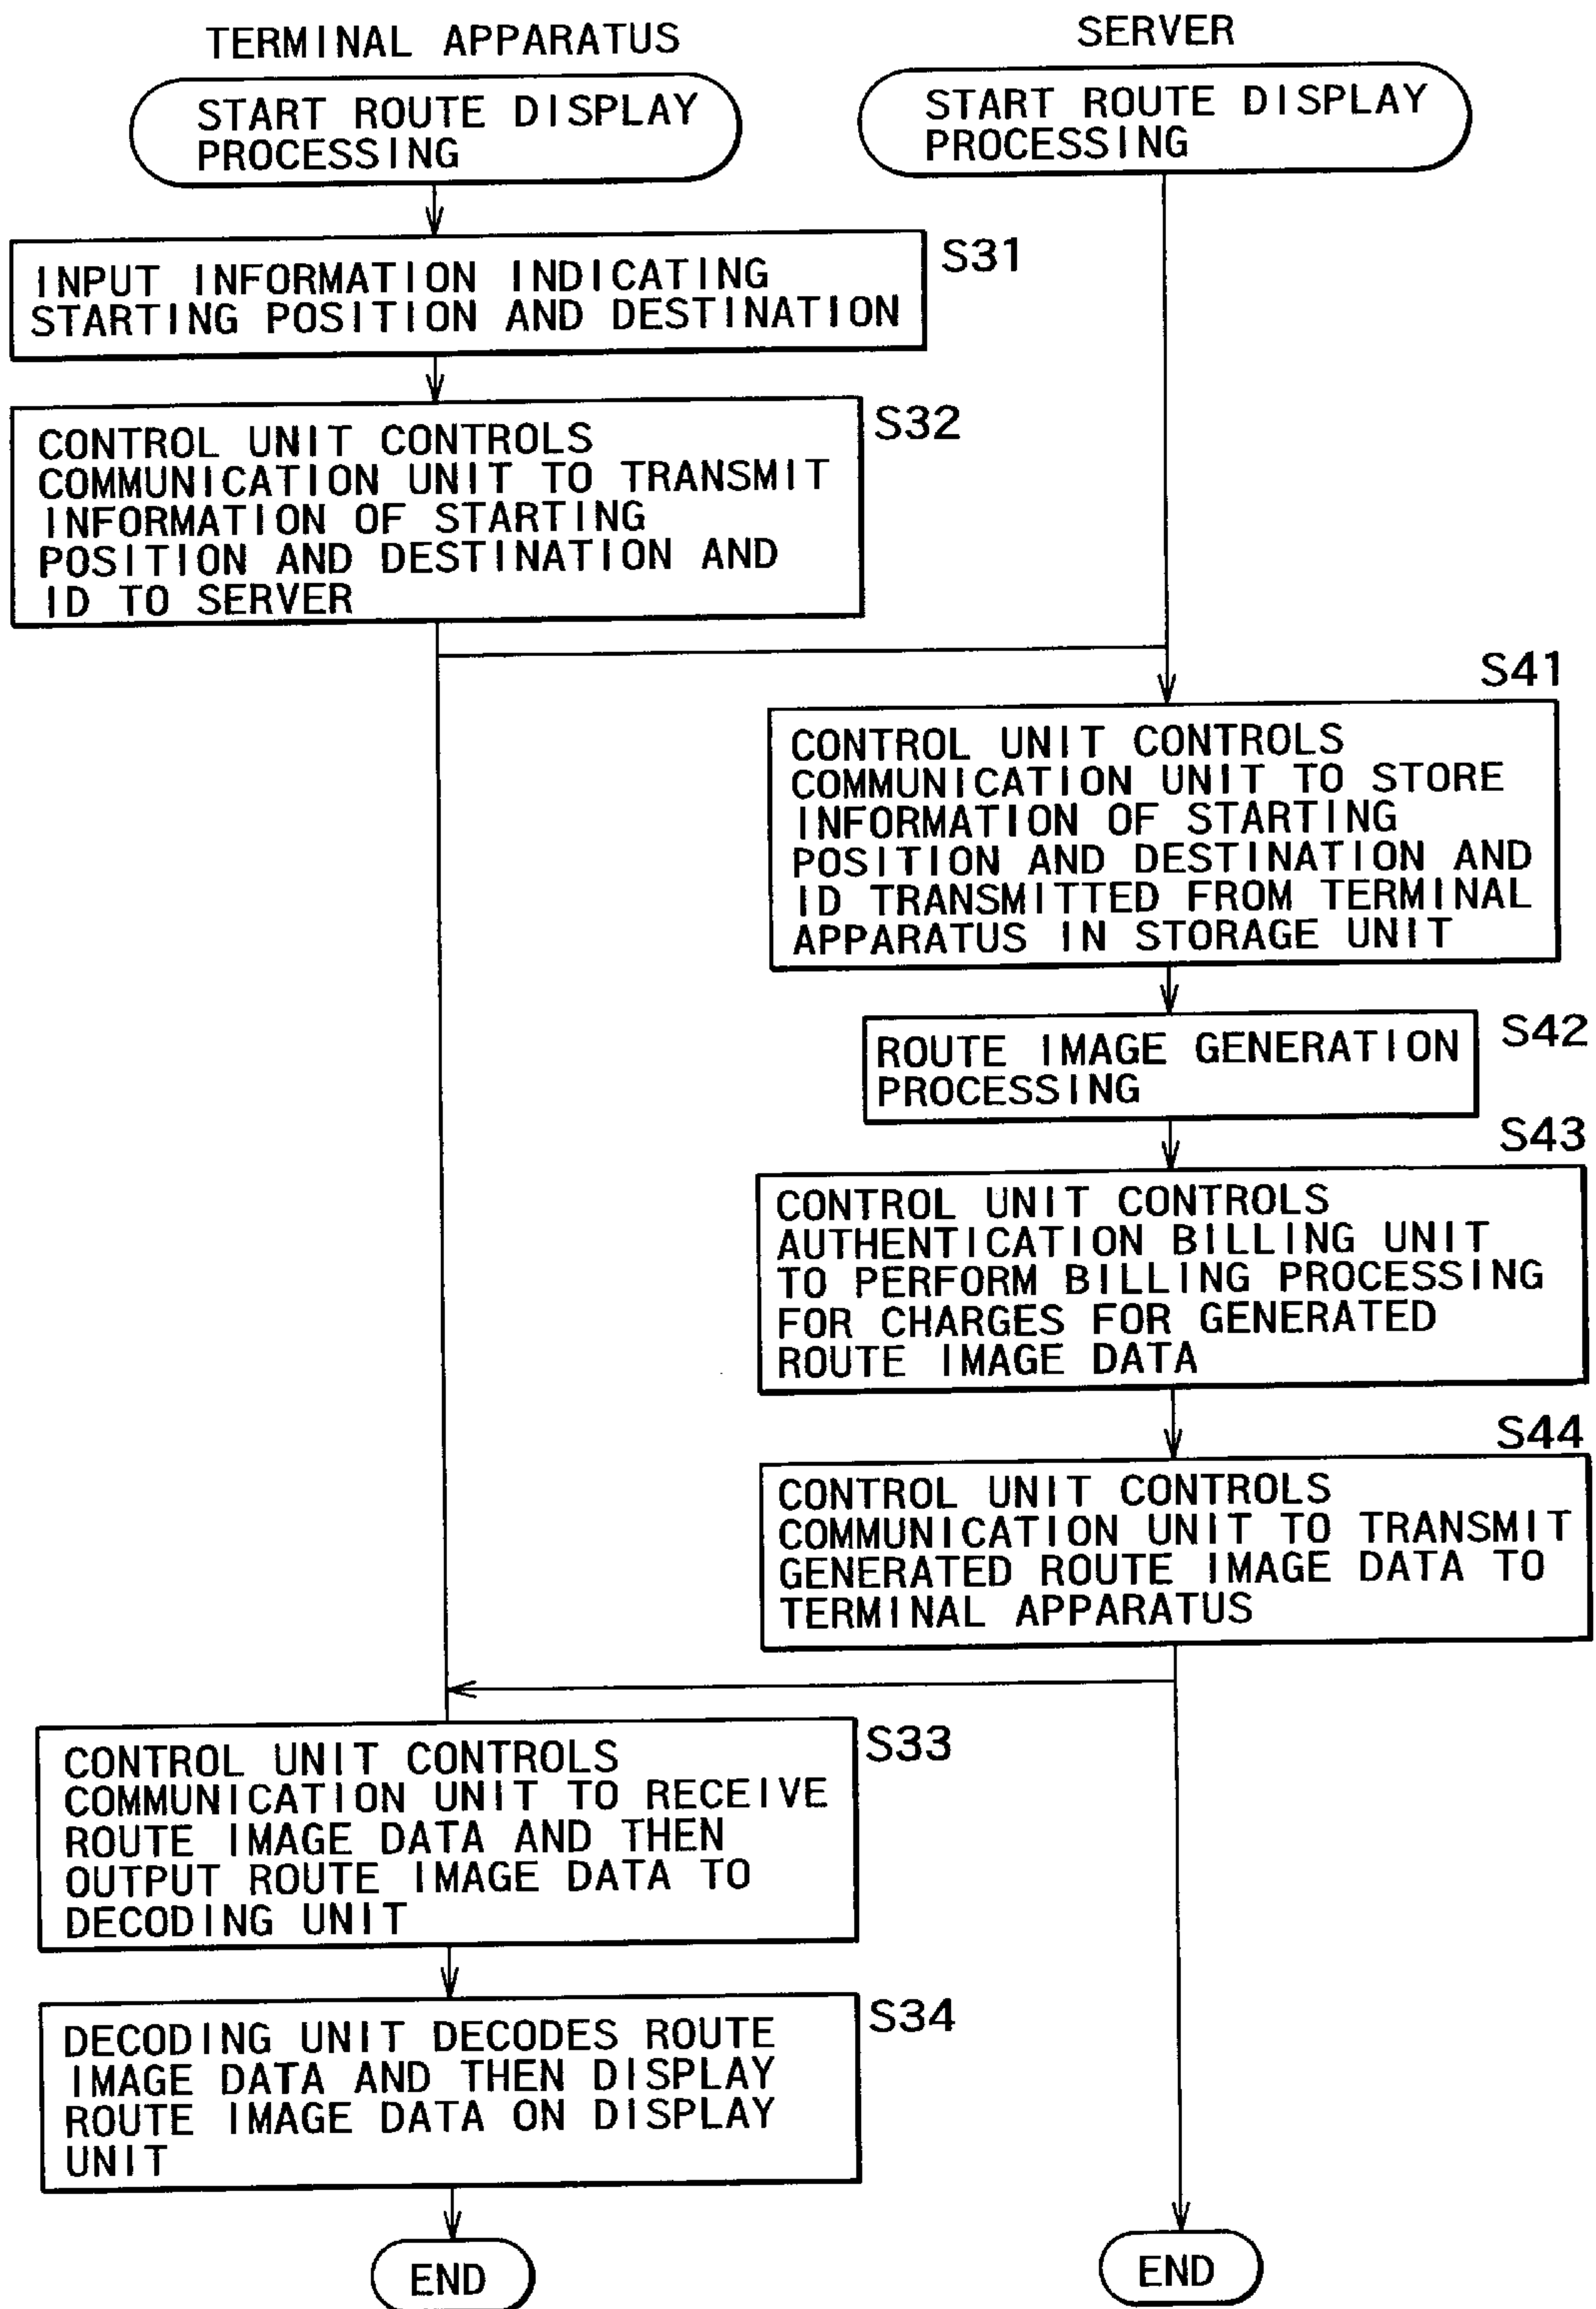 TERMINAL APPARATUS
SERVER
START ROUTE DISPLAY
PROCESSING
START ROUTE DISPLAY
PROCESSING
S31
INPUT INFORMATION INDICATING
STARTING POSITION AND DESTINATION
S32
CONTROL UNIT CONTROLS
COMMUNICATION UNIT TO TRANSMIT
INFORMATION OF STARTING
POSITION AND DESTINATION AND
ID TO SERVER
S41
CONTROL UNIT CONTROLS
COMMUNICATION UNIT TO STORE
INFORMATION OF STARTING
POSITION AND DESTINATION AND
ID TRANSMITTED FROM TERMINAL
APPARATUS IN STORAGE UNIT
S42
ROUTE IMAGE GENERATION
PROCESSING
S43
CONTROL UNIT CONTROLS
AUTHENTICATION BILLING UNIT
TO PERFORM BILLING PROCESSING
FOR CHARGES FOR GENERATED
ROUTE IMAGE DATA
S44
CONTROL UNIT CONTROLS
COMMUNICATION UNIT TO TRANSMIT
GENERATED ROUTE IMAGE DATA TO
TERMINAL APPARATUS
S33
CONTROL UNIT CONTROLS
COMMUNICATION UNIT TO RECEIVE
ROUTE IMAGE DATA AND THEN
OUTPUT ROUTE IMAGE DATA TO
DECODING UNIT
S34
DECODING UNIT DECODES ROUTE
IMAGE DATA AND THEN DISPLAY
ROUTE IMAGE DATA ON DISPLAY
UNIT
END
END